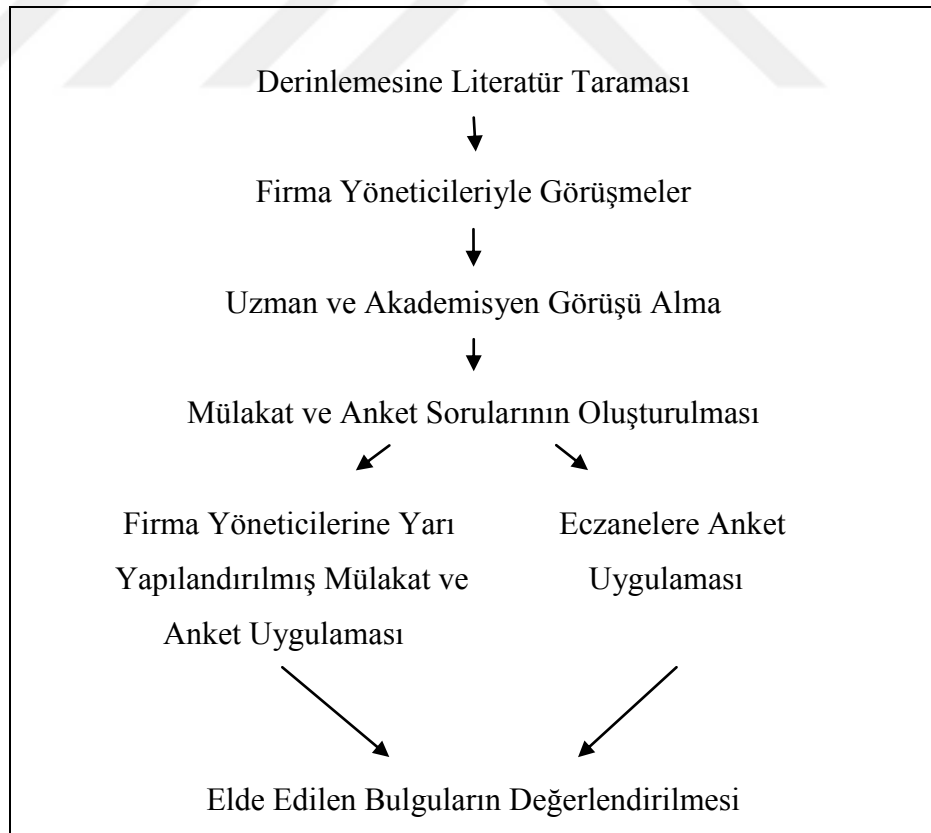 Derinlemesine Literatür Taraması
Firma Yöneticileriyle Görüşmeler
Uzman ve Akademisyen Görüşü Alma
Mülakat ve Anket Sorularının Oluşturulması
Firma Yöneticilerine Yarı
Yapılandırılmış Mülakat ve
Anket Uygulaması
Eczanelere Anket
Uygulaması
Elde Edilen Bulguların Değerlendirilmesi